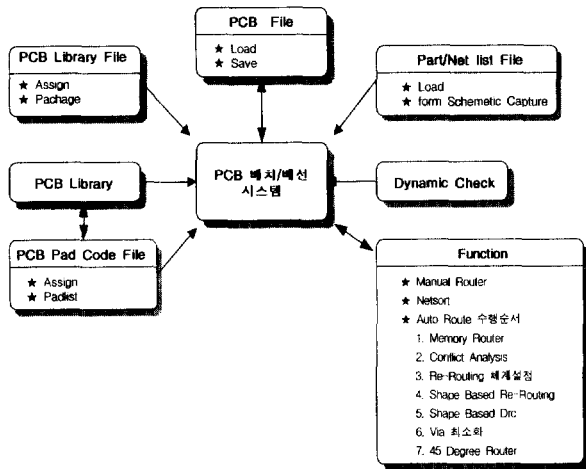 PCB File
★ Load
★ Save
PCB Library File
★ Assign
★ Pachage
Part/Net list File
★ Load
★ form Schemetic Capture
PCB Library
PCB 배치/배선
시스템
Dynamic Check
PCB Pad Code File
★ Assign
★ Padlist
Function
★ Manual Router
★ Netsort
★ Auto Route 수행순서
1. Memory Router
2. Conflict Analysis
3. Re-Routing 체계설정
4. Shape Based Re-Routing
5. Shape Based Drc
6. Via 최소화
7. 45 Degree Router